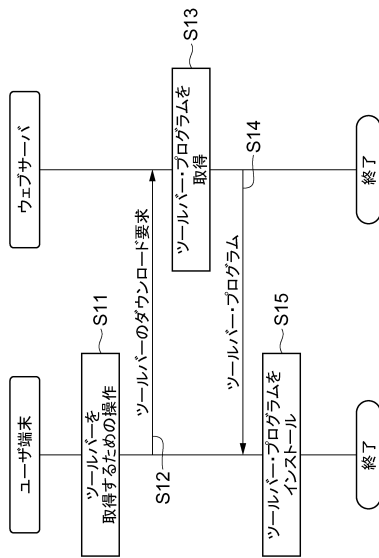 ユーザ端末
ウェブサーバ
S11
ツールバーを
取得するための操作
ツールバーのダウンロード要求
S12
S13
ツールバー・プログラムを
取得
ツールバー・プログラム
S14
S15
ツールバー・プログラムを
インストール
終了
終了